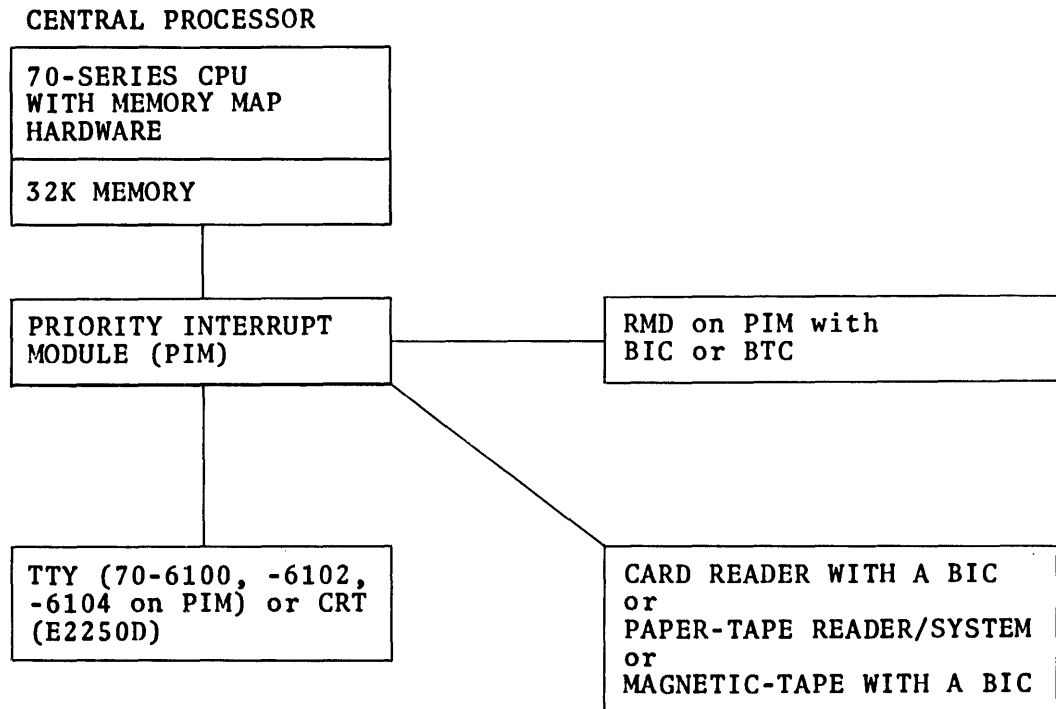 CENTRAL PROCESSOR
70-SERIES CPU
WITH MEMORY MAP
HARDWARE
32K MEMORY
PRIORITY INTERRUPT
MODULE (PIM)
RMD on PIM with
BIC or BTC
TTY (70-6100, -6102,
-6104 on PIM) or CRT
(E2250D)
CARD READER WITH A BIC
or
PAPER-TAPE READER/SYSTEM
or
MAGNETIC-TAPE WITH A BIC